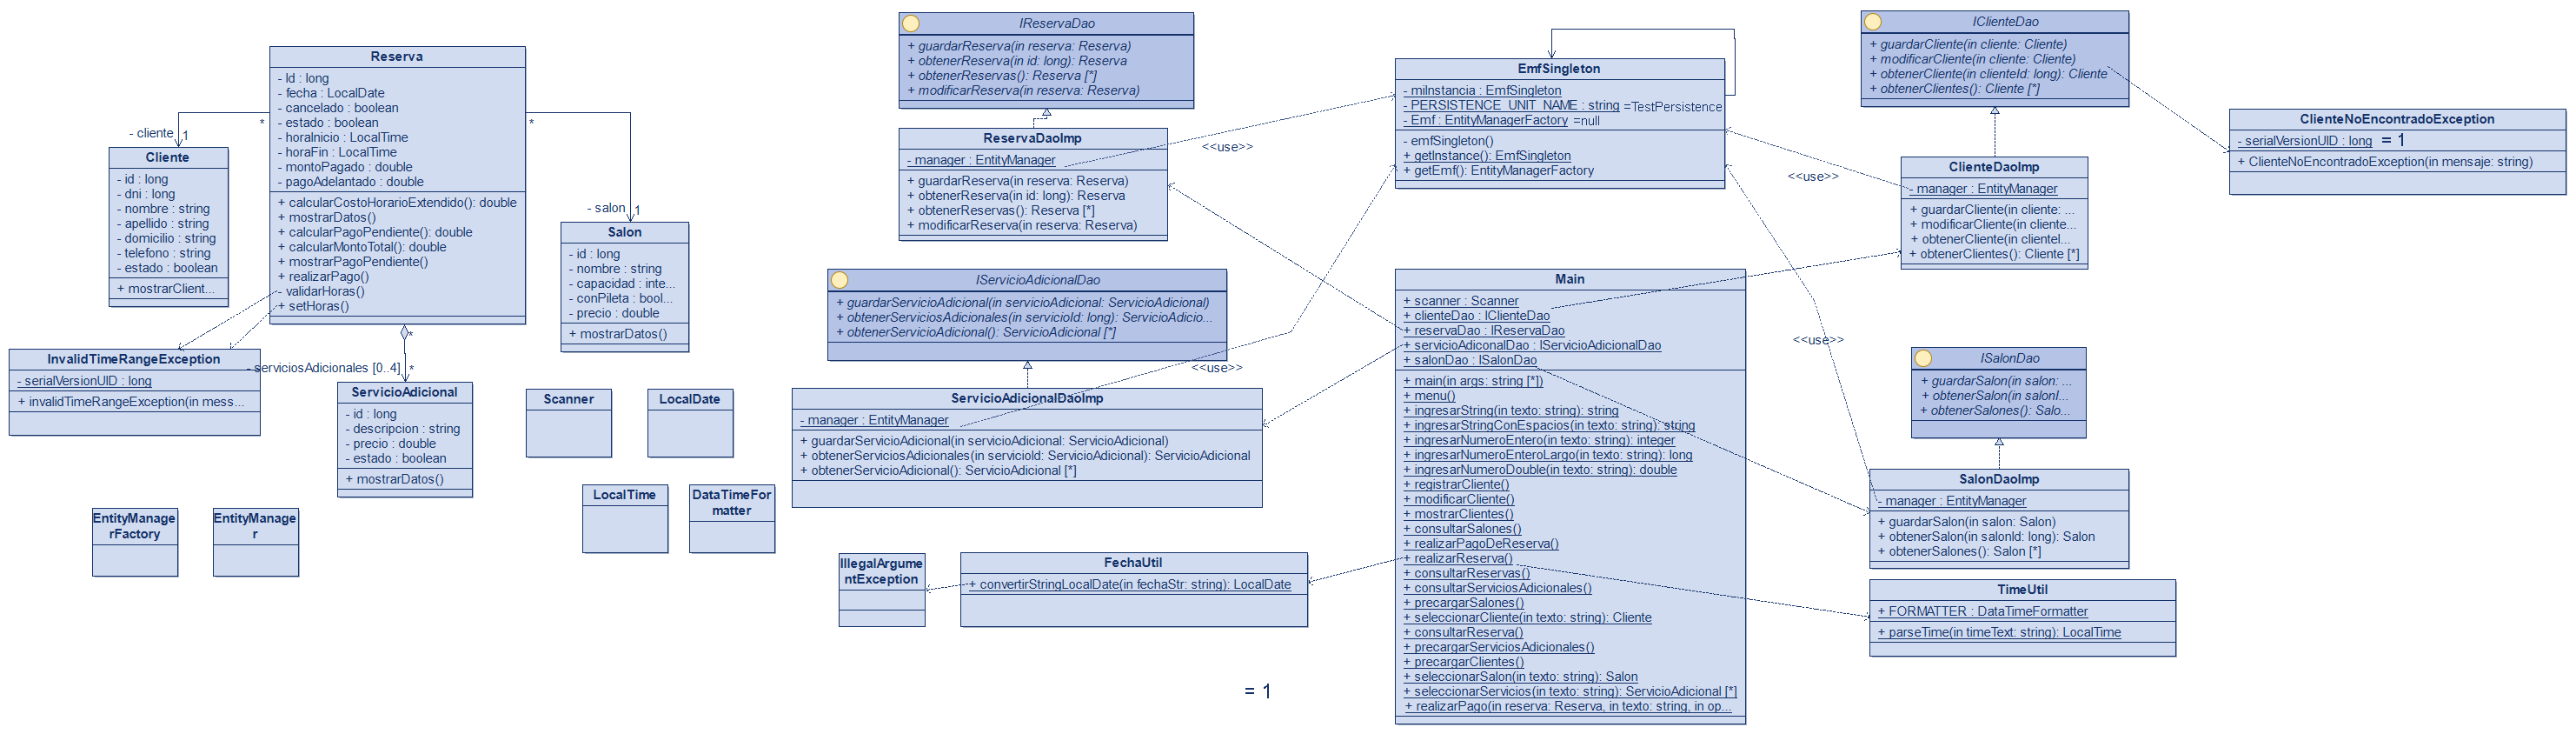 Reserva
- Id : long
- fecha : LocalDate
- cancelado : boolean
- estado : boolean
- horaInicio : LocalTime
- horaFin : LocalTime
- montoPagado : double
- pagoAdelantado : double
+ calcularCostoHorarioExtendido(): double
+ mostrarDatos()
+ calcularPagoPendiente(): double
+ calcularMontoTotal(): double
+ mostrarPagoPendiente()
+ realizarPago()
- validarHoras()
+ setHoras()
*
- cliente
1
Cliente
- id : long
- dni : long
- nombre : string
- apellido : string
- domicilio : string
- telefono : string
- estado : boolean
+ mostrarClient...
*
- salon
1
Salon
- id : long
- nombre : string
- capacidad : inte...
- conPileta : bool...
- precio : double
+ mostrarDatos()
InvalidTimeRangeException
- serialVersionUID : long
+ invalidTimeRangeException(in mess...
*
- serviciosAdicionales [0..4]
*
ServicioAdicional
- id : long
- descripcion : string
- precio : double
- estado : boolean
+ mostrarDatos()
Scanner
LocalDate
LocalTime
DataTimeFor
matter
EntityManage
rFactory
EntityManage
r
IReservaDao
+ guardarReserva(in reserva: Reserva)
+ obtenerReserva(in id: long): Reserva
+ obtenerReservas(): Reserva [*]
+ modificarReserva(in reserva: Reserva)
ReservaDaoImp
- manager : EntityManager
+ guardarReserva(in reserva: Reserva)
+ obtenerReserva(in id: long): Reserva
+ obtenerReservas(): Reserva [*]
+ modificarReserva(in reserva: Reserva)
<<use>>
IServicioAdicionalDao
+ guardarServicioAdicional(in servicioAdicional: ServicioAdicional)
+ obtenerServiciosAdicionales(in servicioId: long): ServicioAdicio...
+ obtenerServicioAdicional(): ServicioAdicional [*]
<<use>>
ServicioAdicionalDaoImp
- manager : EntityManager
+ guardarServicioAdicional(in servicioAdicional: ServicioAdicional)
+ obtenerServiciosAdicionales(in servicioId: ServicioAdicional): ServicioAdicional
+ obtenerServicioAdicional(): ServicioAdicional [*]
IllegalArgume
ntException
FechaUtil
+ convertirStringLocalDate(in fechaStr: string): LocalDate
= 1
EmfSingleton
- miInstancia : EmfSingleton
- PERSISTENCE_UNIT_NAME : string =TestPersistence
- Emf : EntityManagerFactory =null
- emfSingleton()
+ getInstance(): EmfSingleton
+ getEmf(): EntityManagerFactory
Main
+ scanner : Scanner
+ clienteDao : IClienteDao
+ reservaDao : IReservaDao
+ servicioAdiconalDao : IServicioAdicionalDao
+ salonDao : ISalonDao
+ main(in args: string [*])
+ menu()
+ ingresarString(in texto: string): string
+ ingresarStringConEspacios(in texto: string): string
+ ingresarNumeroEntero(in texto: string): integer
+ ingresarNumeroEnteroLargo(in texto: string): long
+ ingresarNumeroDouble(in texto: string): double
+ registrarCliente()
+ modificarCliente()
+ mostrarClientes()
+ consultarSalones()
+ realizarPagoDeReserva()
+ realizarReserva()
+ consultarReservas()
+ consultarServiciosAdicionales()
+ precargarSalones()
+ seleccionarCliente(in texto: string): Cliente
+ consultarReserva()
+ precargarServiciosAdicionales()
+ precargarClientes()
+ seleccionarSalon(in texto: string): Salon
+ seleccionarServicios(in texto: string): ServicioAdicional [*]
+ realizarPago(in reserva: Reserva, in texto: string, in op...
IClienteDao
+ guardarCliente(in cliente: Cliente)
+ modificarCliente(in cliente: Cliente)
+ obtenerCliente(in clienteId: long): Cliente
+ obtenerClientes(): Cliente [*]
ClienteNoEncontradoException
- serialVersionUID : long = 1
+ ClienteNoEncontradoException(in mensaje: string)
<<use>>
ClienteDaoImp
- manager : EntityManager
+ guardarCliente(in cliente: ...
+ modificarCliente(in cliente...
+ obtenerCliente(in clienteI...
+ obtenerClientes(): Cliente [*]
<<use>>
ISalonDao
+ guardarSalon(in salon: ...
+ obtenerSalon(in salonI...
+ obtenerSalones(): Salo...
SalonDaoImp
- manager : EntityManager
+ guardarSalon(in salon: Salon)
+ obtenerSalon(in salonId: long): Salon
+ obtenerSalones(): Salon [*]
TimeUtil
+ FORMATTER : DataTimeFormatter
+ parseTime(in timeText: string): LocalTime